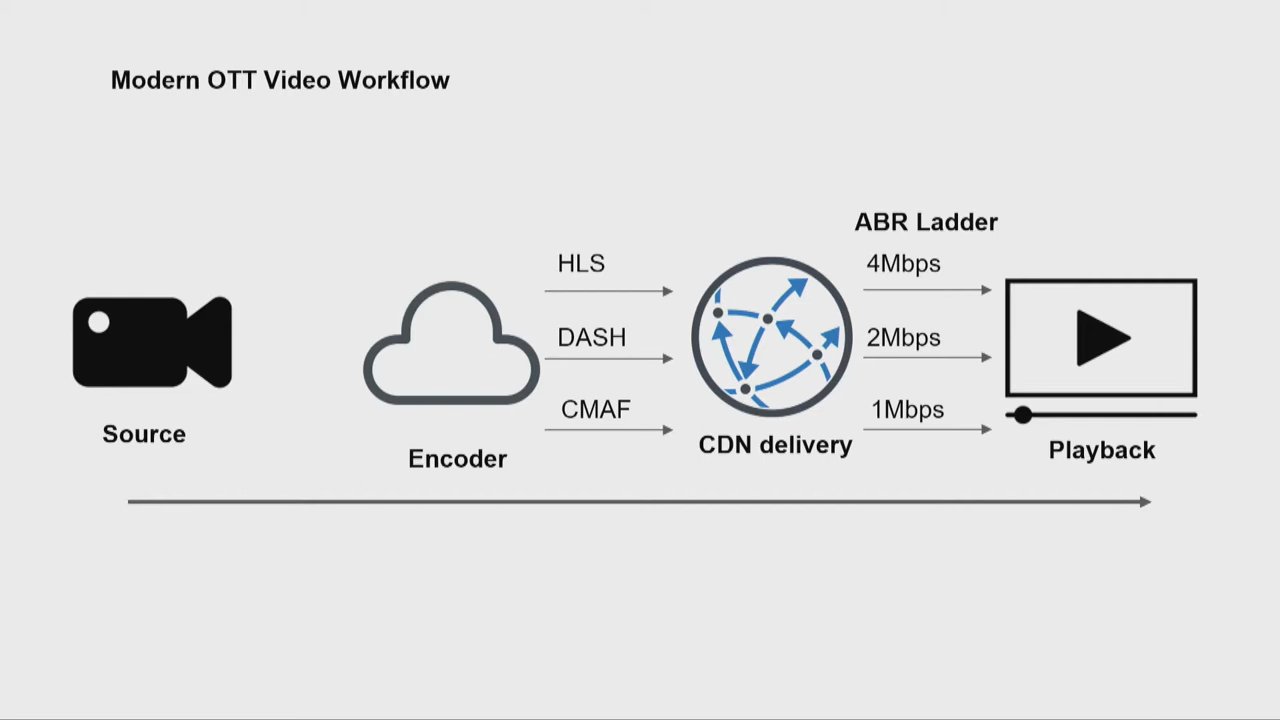 Modern OTT Video Workflow
ABR Ladder
HLS
4Mbps
DASH
2Mbps
CMAF
1Mbps
Source
Encoder
CDN delivery
Playback